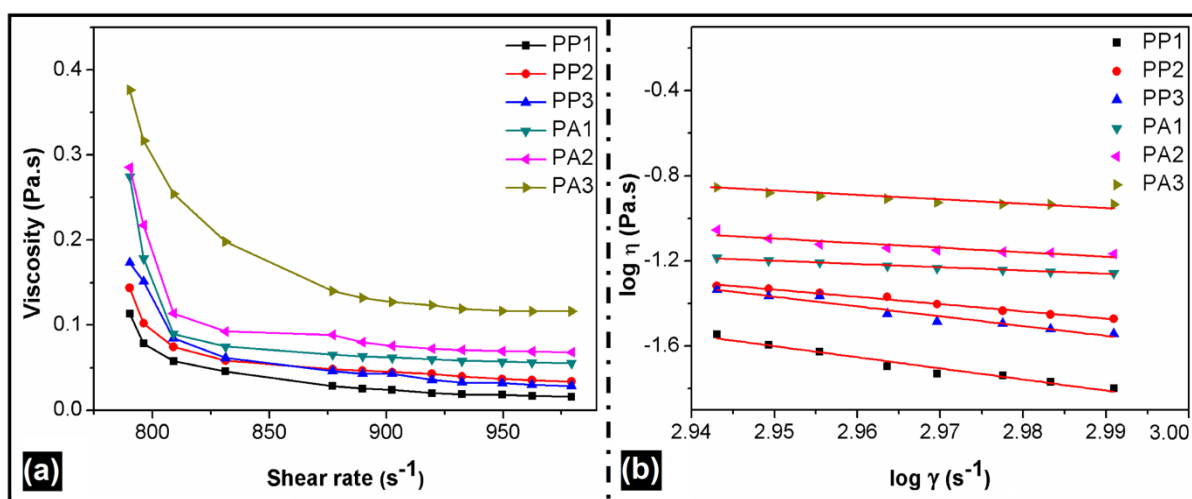 PP1
PP2
PP3
PA1
PA2
PA3
0.4
0.3
0.2
0.1
0.0
Viscosity (Pa.s)
800 850 900 950
Shear rate (s⁻¹)
(a)
PP1
PP2
PP3
PA1
PA2
PA3
-0.4
-0.8
-1.2
-1.6
log η (Pa.s)
2.94 2.95 2.96 2.97 2.98 2.99 3.00
log γ (s⁻¹)
(b)